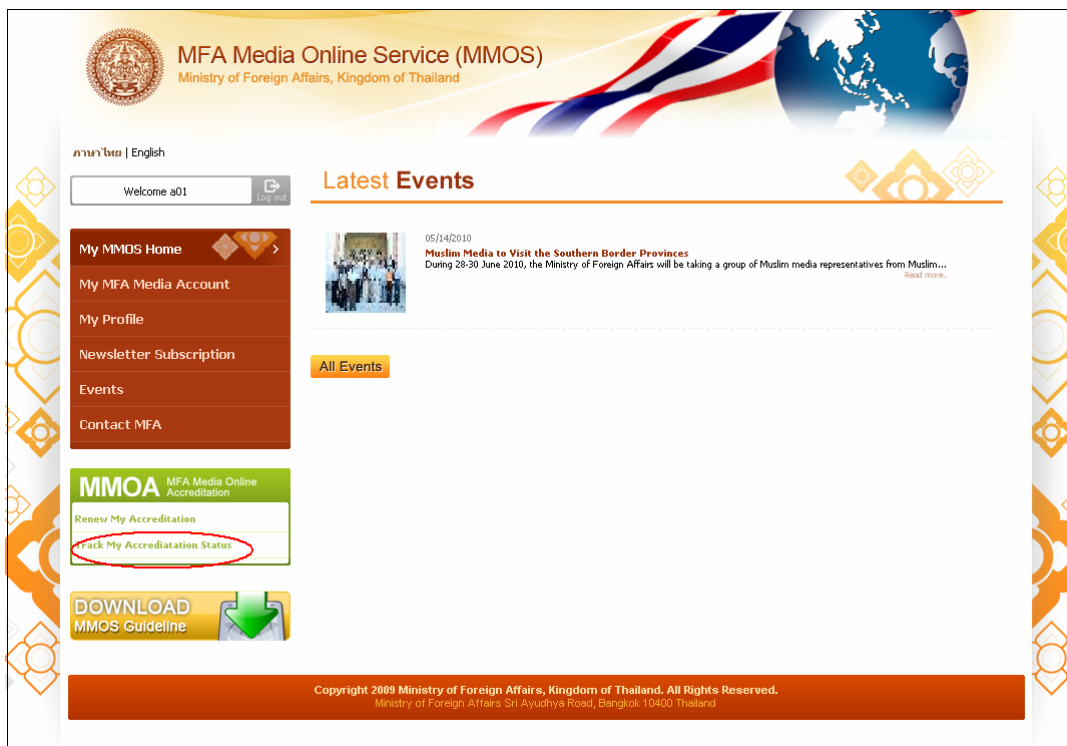 MFA Media Online Service (MMOS)
Ministry of Foreign Affairs, Kingdom of Thailand
ภาษาไทย | English
Welcome a01
Log out
Latest Events
My MMOS Home
My MFA Media Account
My Profile
Newsletter Subscription
Events
Contact MFA
05/14/2010
Muslim Media to Visit the Southern Border Provinces
During 28-30 June 2010, the Ministry of Foreign Affairs will be taking a group of Muslim media representatives from Muslim...
Read more..
All Events
MMOA MFA Media Online
Accreditation
Renew My Accreditation
Track My Accrediatation Status
DOWNLOAD
MMOS Guideline
Copyright 2009 Ministry of Foreign Affairs, Kingdom of Thailand. All Rights Reserved.
Ministry of Foreign Affairs Sri Ayudhya Road, Bangkok 10400 Thailand